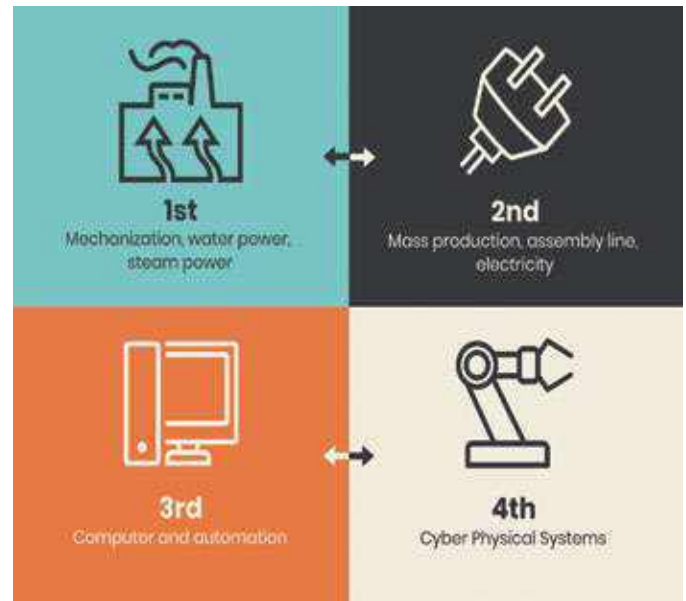 1st
Mechanization, water power,
steam power
2nd
Mass production, assembly line,
electricity
3rd
Computer and automation
4th
Cyber Physical Systems